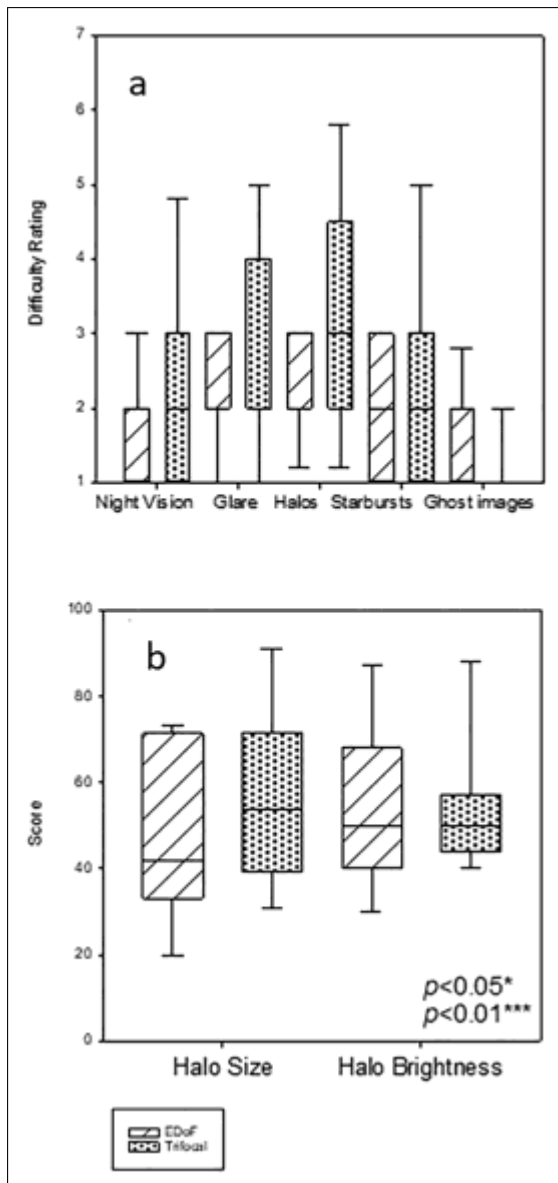 a
7
6
5
4
3
2
1
Difficulty Rating
Night Vision Glare Halos Starbursts Ghost images
b
100
80
60
40
20
0
Score
p<0.05*
p<0.01***
Halo Size Halo Brightness
EDoF
Trifocal